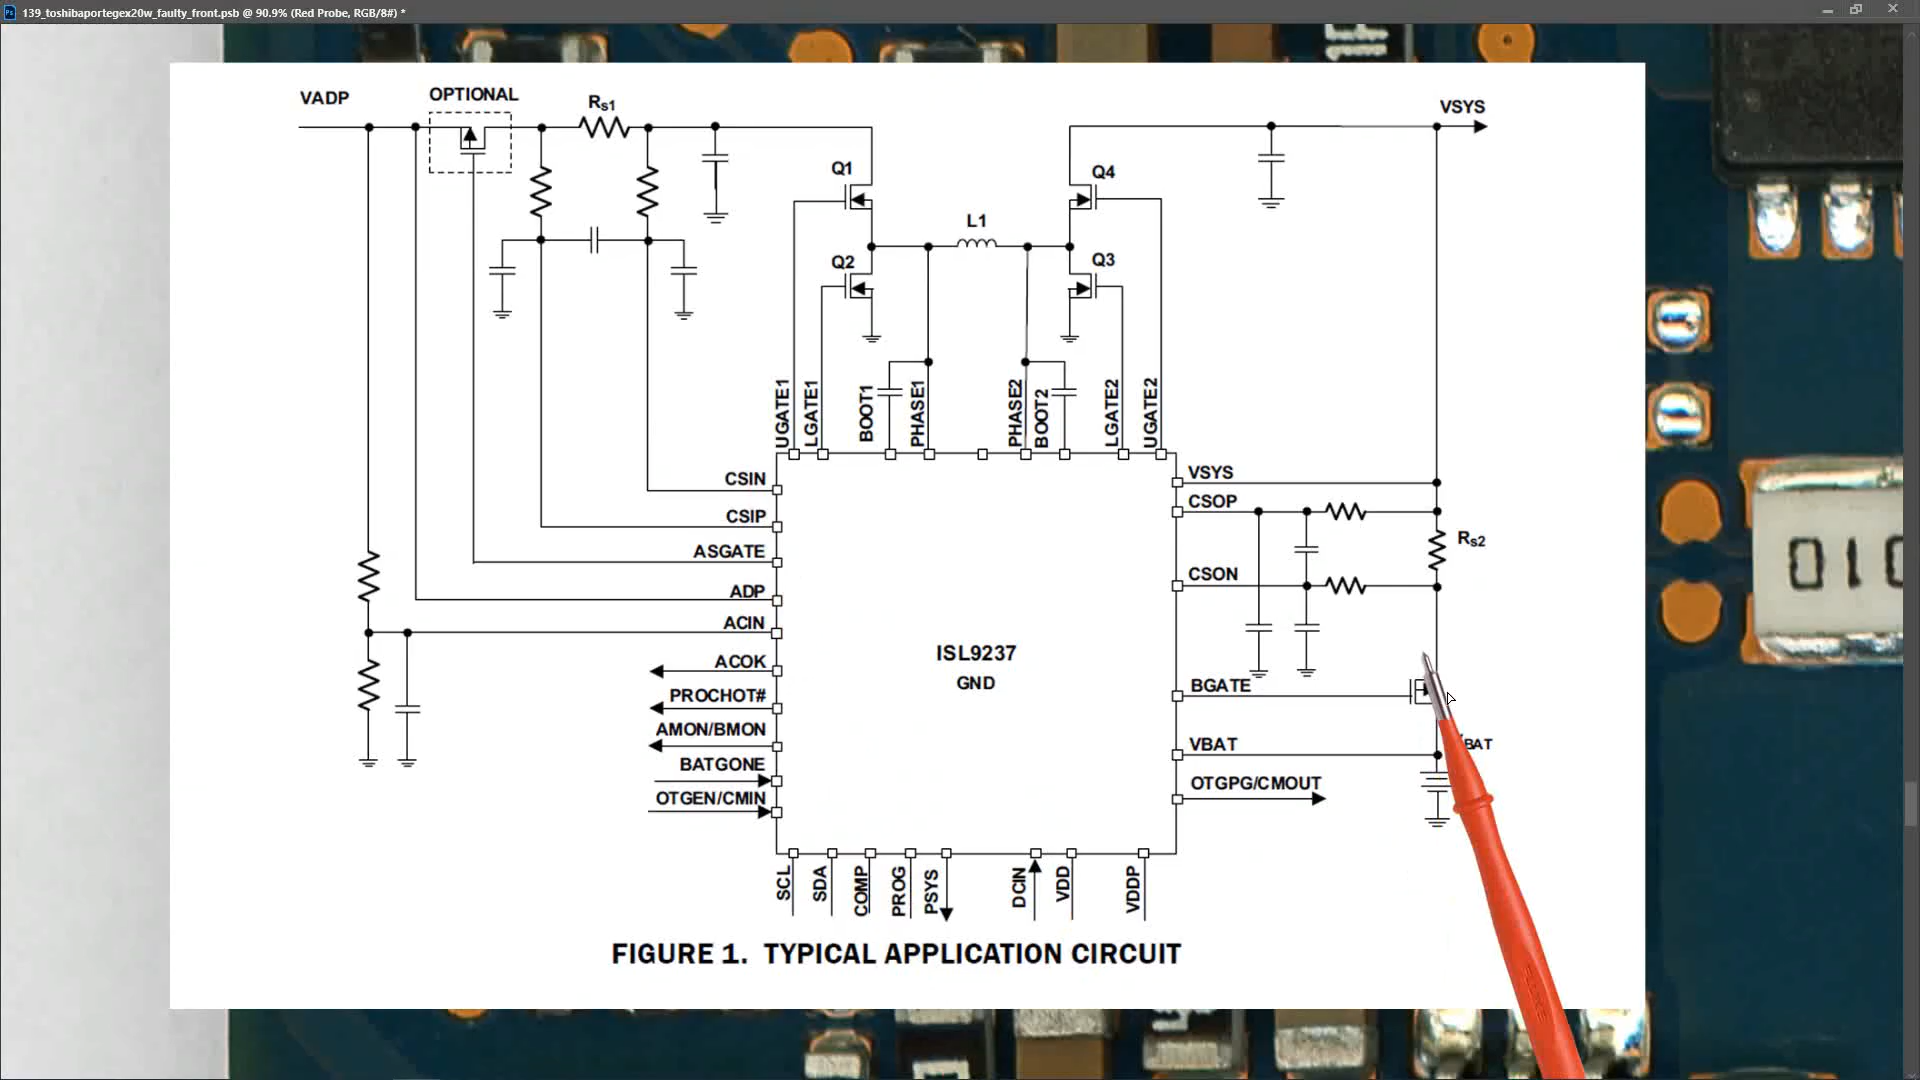 139_toshibaportegex20w_faulty_front.psb @ 90.9% (Red Probe, RGB/8#) *
VADP
OPTIONAL
Rs1
VSYS
Q1
Q4
L1
Q2
Q3
UGATE1
LGATE1
BOOT1
PHASE1
PHASE2
BOOT2
LGATE2
UGATE2
CSIN
CSIP
ASGATE
ADP
ACIN
ACOK
PROCHOT#
AMON/BMON
BATGONE
OTGEN/CMIN
VSYS
CSOP
Rs2
CSON
ISL9237
GND
BGATE
VBAT
BAT
OTGPG/CMOUT
SCL
SDA
COMP
PROG
PSYS
DCIN
VDD
VDDP
FIGURE 1. TYPICAL APPLICATION CIRCUIT
010